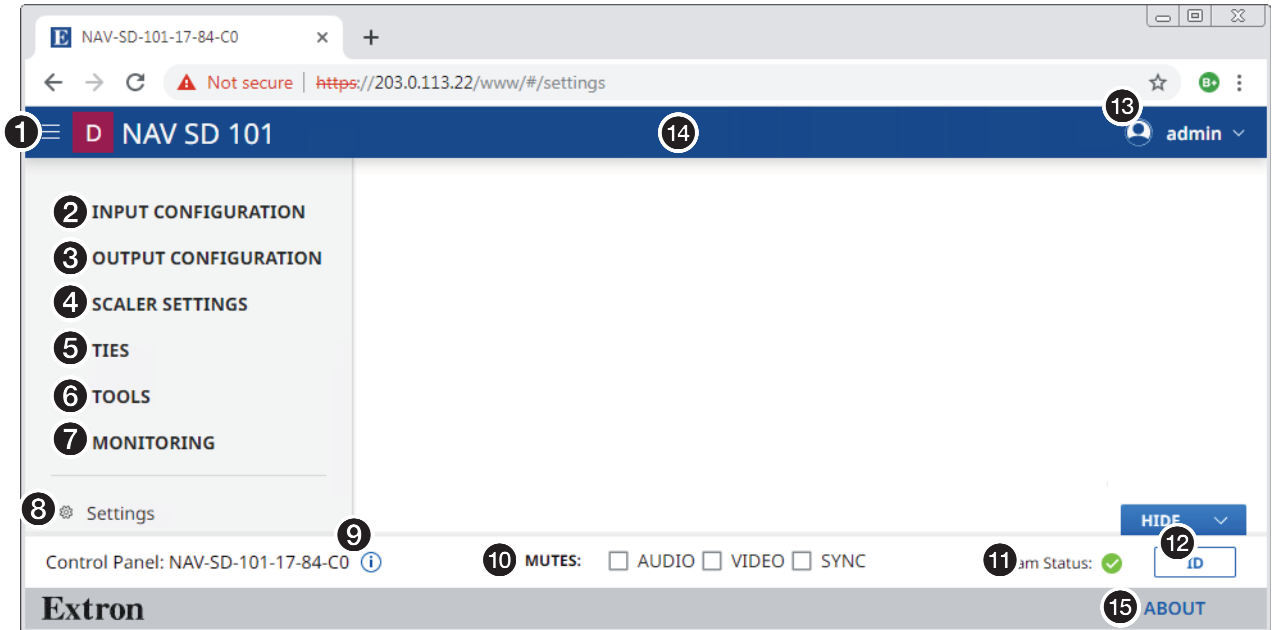 E NAV-SD-101-17-84-C0 × +
Not secure | https://203.0.113.22/www/#/settings B+
13
1 D NAV SD 101 14 admin
2 INPUT CONFIGURATION
3 OUTPUT CONFIGURATION
4 SCALER SETTINGS
5 TIES
6 TOOLS
7 MONITORING
8 Settings
HIDE
9
12
Control Panel: NAV-SD-101-17-84-C0 i 10 MUTES: AUDIO VIDEO SYNC 11 am Status: ID
Extron 15 ABOUT